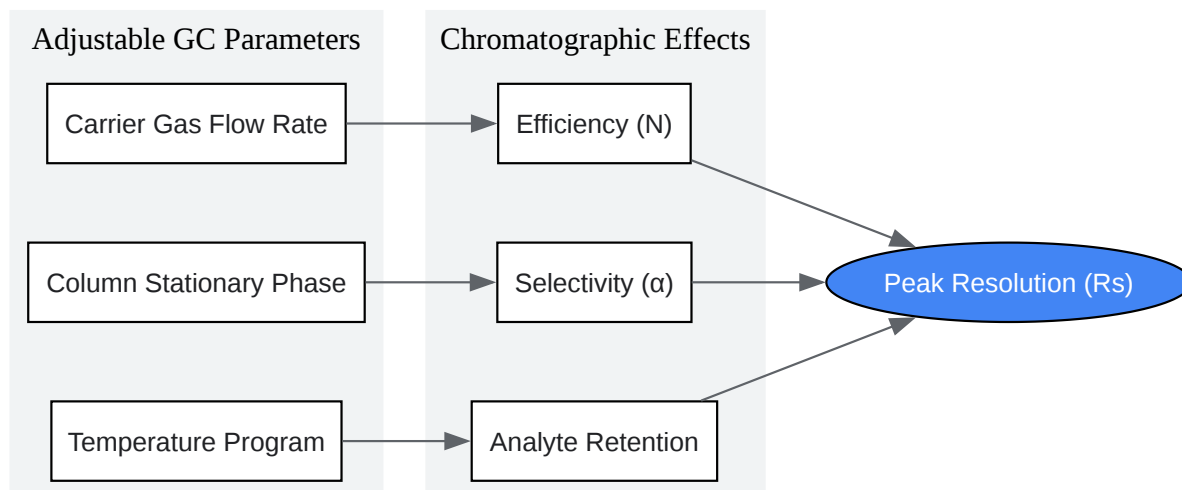 Adjustable GC Parameters
Chromatographic Effects
Carrier Gas Flow Rate
Efficiency (N)
Column Stationary Phase
Selectivity (α)
Peak Resolution (Rs)
Temperature Program
Analyte Retention